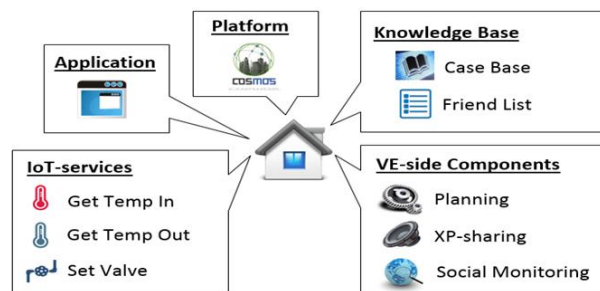 Platform
COSMOS
Application
Knowledge Base
Case Base
Friend List
IoT-services
Get Temp In
Get Temp Out
Set Valve
VE-side Components
Planning
XP-sharing
Social Monitoring